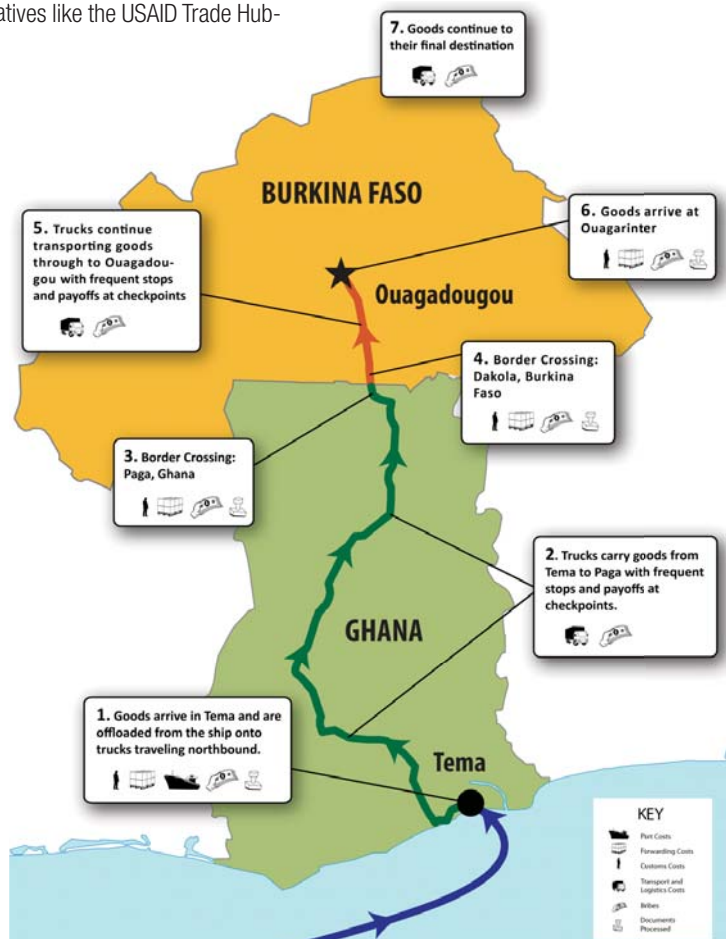 atives like the USAID Trade Hub-
7. Goods continue to
their final destination
BURKINA FASO
5. Trucks continue
transporting goods
through to Ouagadou-
gou with frequent stops
and payoffs at checkpoints
6. Goods arrive at
Ouagarinter
Ouagadougou
4. Border Crossing:
Dakola, Burkina
Faso
3. Border Crossing:
Paga, Ghana
2. Trucks carry goods from
Tema to Paga with frequent
stops and payoffs at
checkpoints.
GHANA
1. Goods arrive in Tema and are
offloaded from the ship onto
trucks traveling northbound.
Tema
KEY
Port Costs
Forwarding Costs
Customs Costs
Transport and
Logistics Costs
Bribes
Documents
Processed